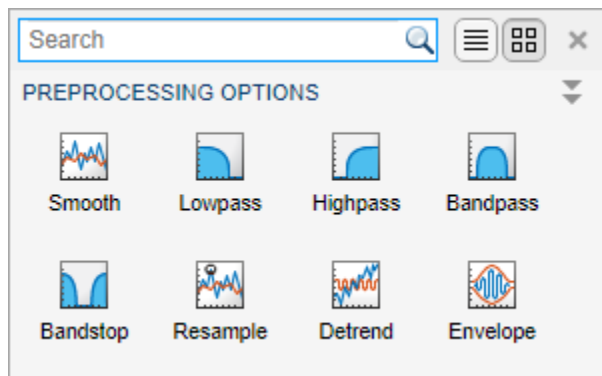 Search
PREPROCESSING OPTIONS
Smooth Lowpass Highpass Bandpass
Bandstop Resample Detrend Envelope